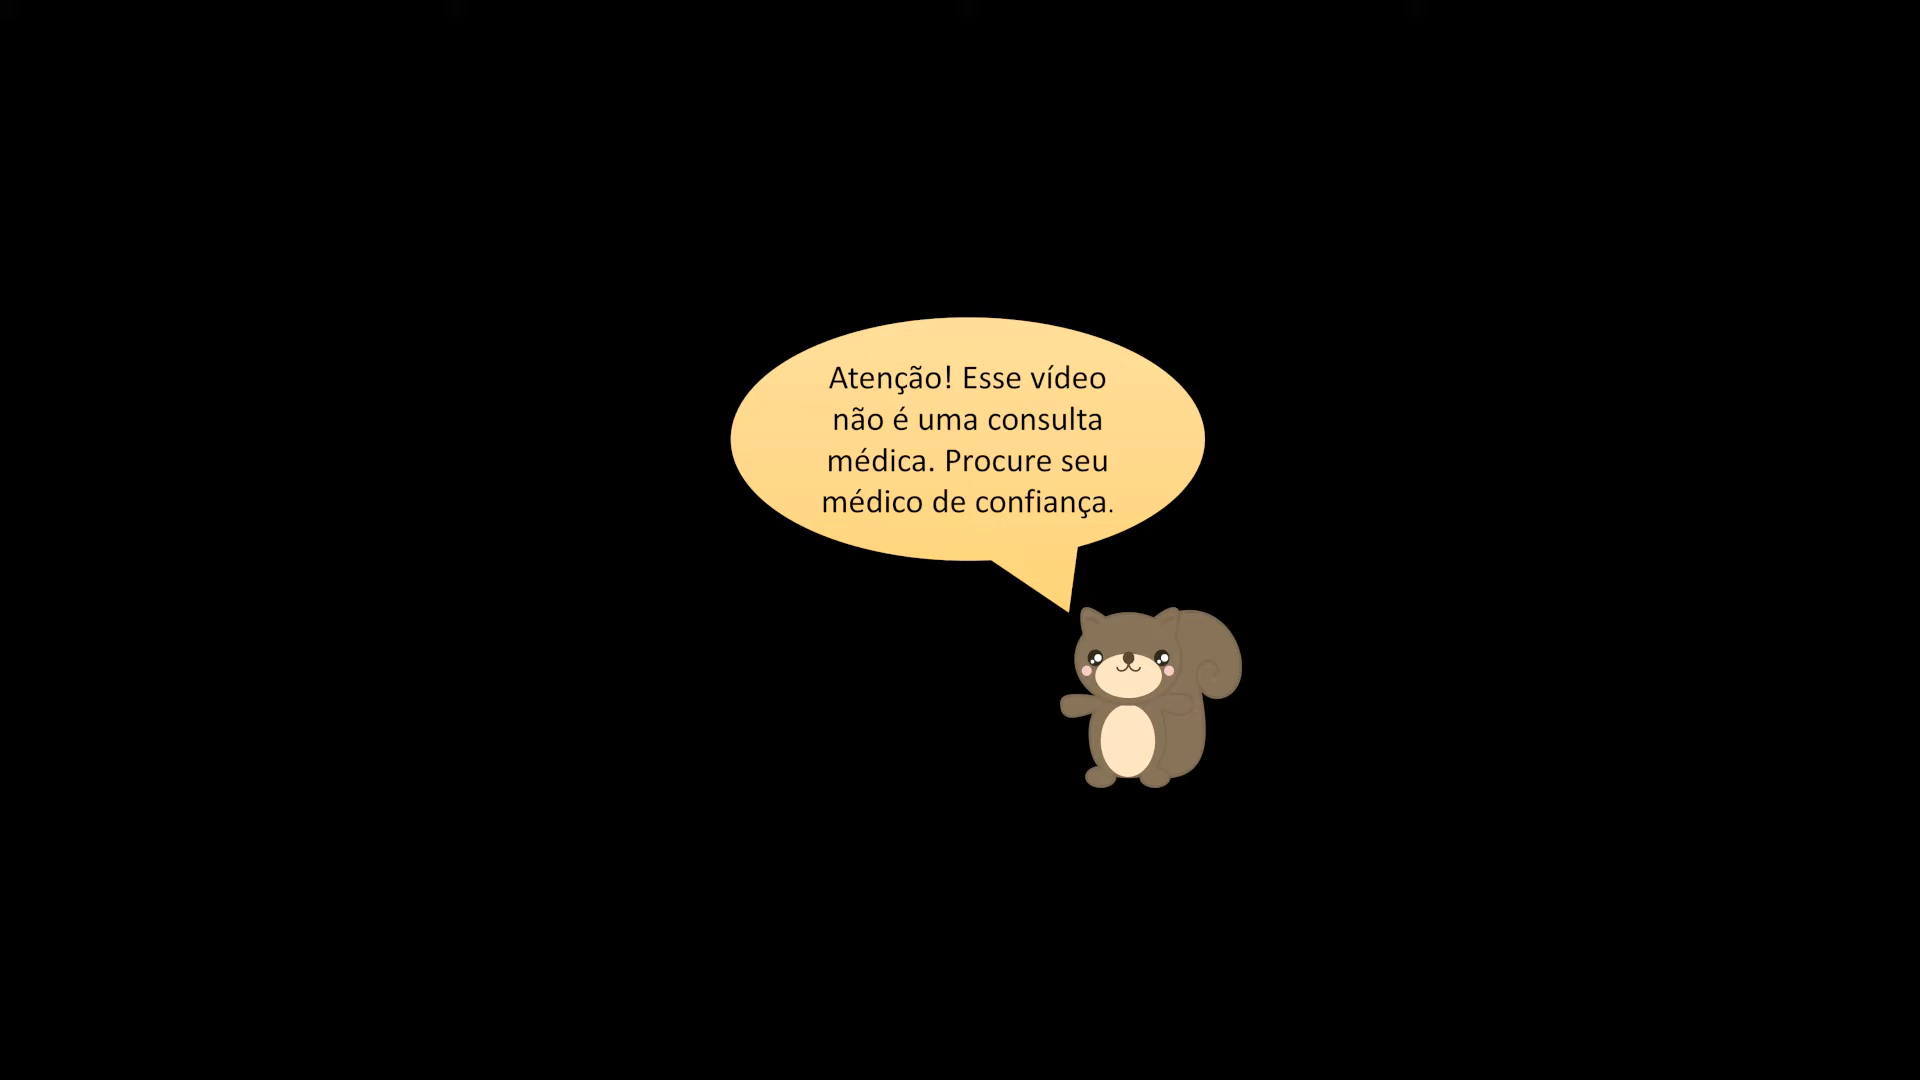 Atenção! Esse vídeo
não é uma consulta
médica. Procure seu
médico de confiança.